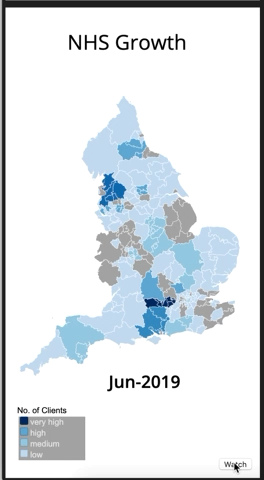 NHS Growth
Jun-2019
No. of Clients
very high
high
medium
low
Watch